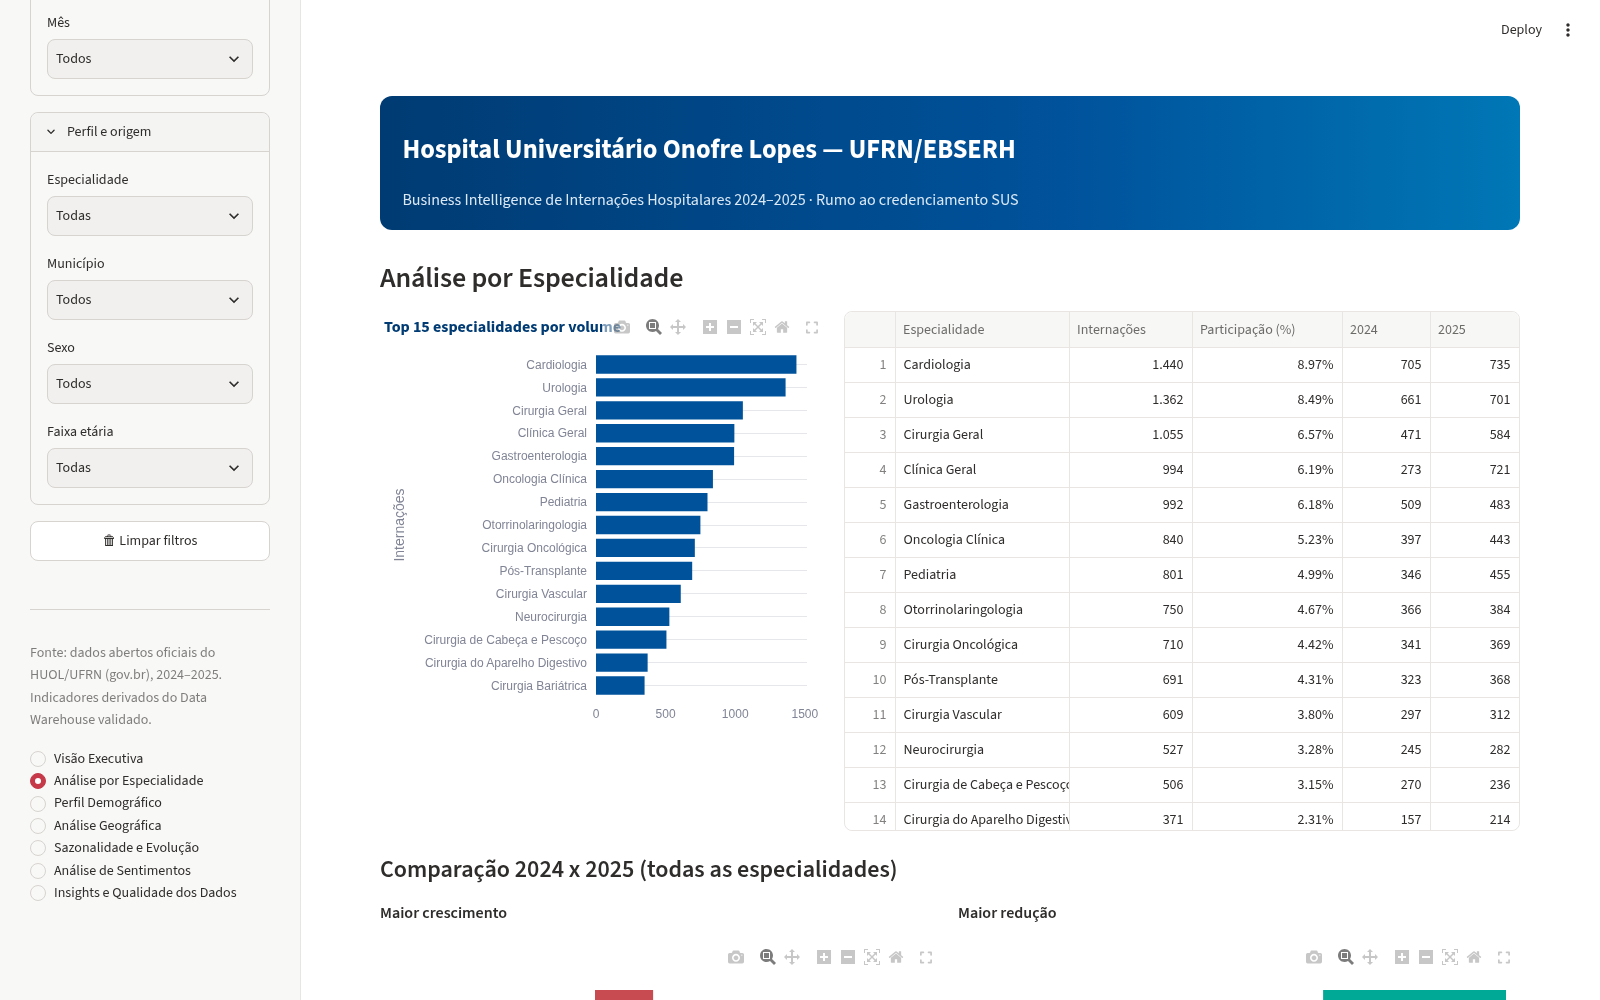 Mês
Todos
Perfil e origem
Especialidade
Todas
Município
Todos
Sexo
Todos
Faixa etária
Todas
Limpar filtros
Fonte: dados abertos oficiais do
HUOL/UFRN (gov.br), 2024–2025.
Indicadores derivados do Data
Warehouse validado.
Visão Executiva
Análise por Especialidade
Perfil Demográfico
Análise Geográfica
Sazonalidade e Evolução
Análise de Sentimentos
Insights e Qualidade dos Dados
Deploy
Hospital Universitário Onofre Lopes — UFRN/EBSERH
Business Intelligence de Internações Hospitalares 2024–2025 · Rumo ao credenciamento SUS
Análise por Especialidade
Top 15 especialidades por volume
Internações
Cardiologia
Urologia
Cirurgia Geral
Clínica Geral
Gastroenterologia
Oncologia Clínica
Pediatria
Otorrinolaringologia
Cirurgia Oncológica
Pós-Transplante
Cirurgia Vascular
Neurocirurgia
Cirurgia de Cabeça e Pescoço
Cirurgia do Aparelho Digestivo
Cirurgia Bariátrica
0 500 1000 1500
Especialidade Internações Participação (%) 2024 2025
1 Cardiologia 1.440 8.97% 705 735
2 Urologia 1.362 8.49% 661 701
3 Cirurgia Geral 1.055 6.57% 471 584
4 Clínica Geral 994 6.19% 273 721
5 Gastroenterologia 992 6.18% 509 483
6 Oncologia Clínica 840 5.23% 397 443
7 Pediatria 801 4.99% 346 455
8 Otorrinolaringologia 750 4.67% 366 384
9 Cirurgia Oncológica 710 4.42% 341 369
10 Pós-Transplante 691 4.31% 323 368
11 Cirurgia Vascular 609 3.80% 297 312
12 Neurocirurgia 527 3.28% 245 282
13 Cirurgia de Cabeça e Pescoço 506 3.15% 270 236
14 Cirurgia do Aparelho Digestiv 371 2.31% 157 214
Comparação 2024 x 2025 (todas as especialidades)
Maior crescimento
Maior redução